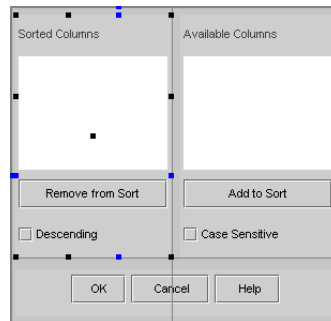 Sorted Columns Available Columns
Remove from Sort Add to Sort
Descending Case Sensitive
OK Cancel Help